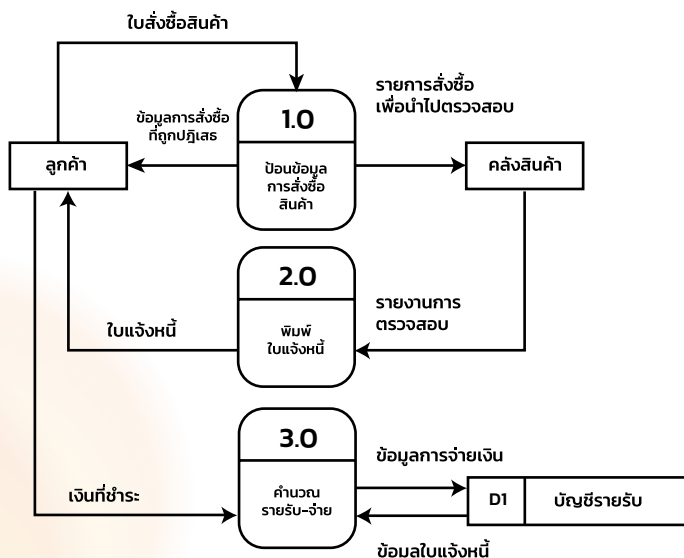 ใบสั่งซื้อสินค้า
ข้อมูลการสั่งซื้อ
ที่ถูกปฎิเสธ
1.0
รายการสั่งซื้อ
เพื่อนำไปตรวจสอบ
ลูกค้า
ป้อนข้อมูล
การสั่งซื้อ
สินค้า
คลังสินค้า
2.0
ใบแจ้งหนี้
พิมพ์
ใบแจ้งหนี้
รายงานการ
ตรวจสอบ
3.0
เงินที่ชำระ
คำนวณ
รายรับ-จ่าย
ข้อมูลการจ่ายเงิน
D1
บัญชีรายรับ
ข้อมูลใบแจ้งหนี้